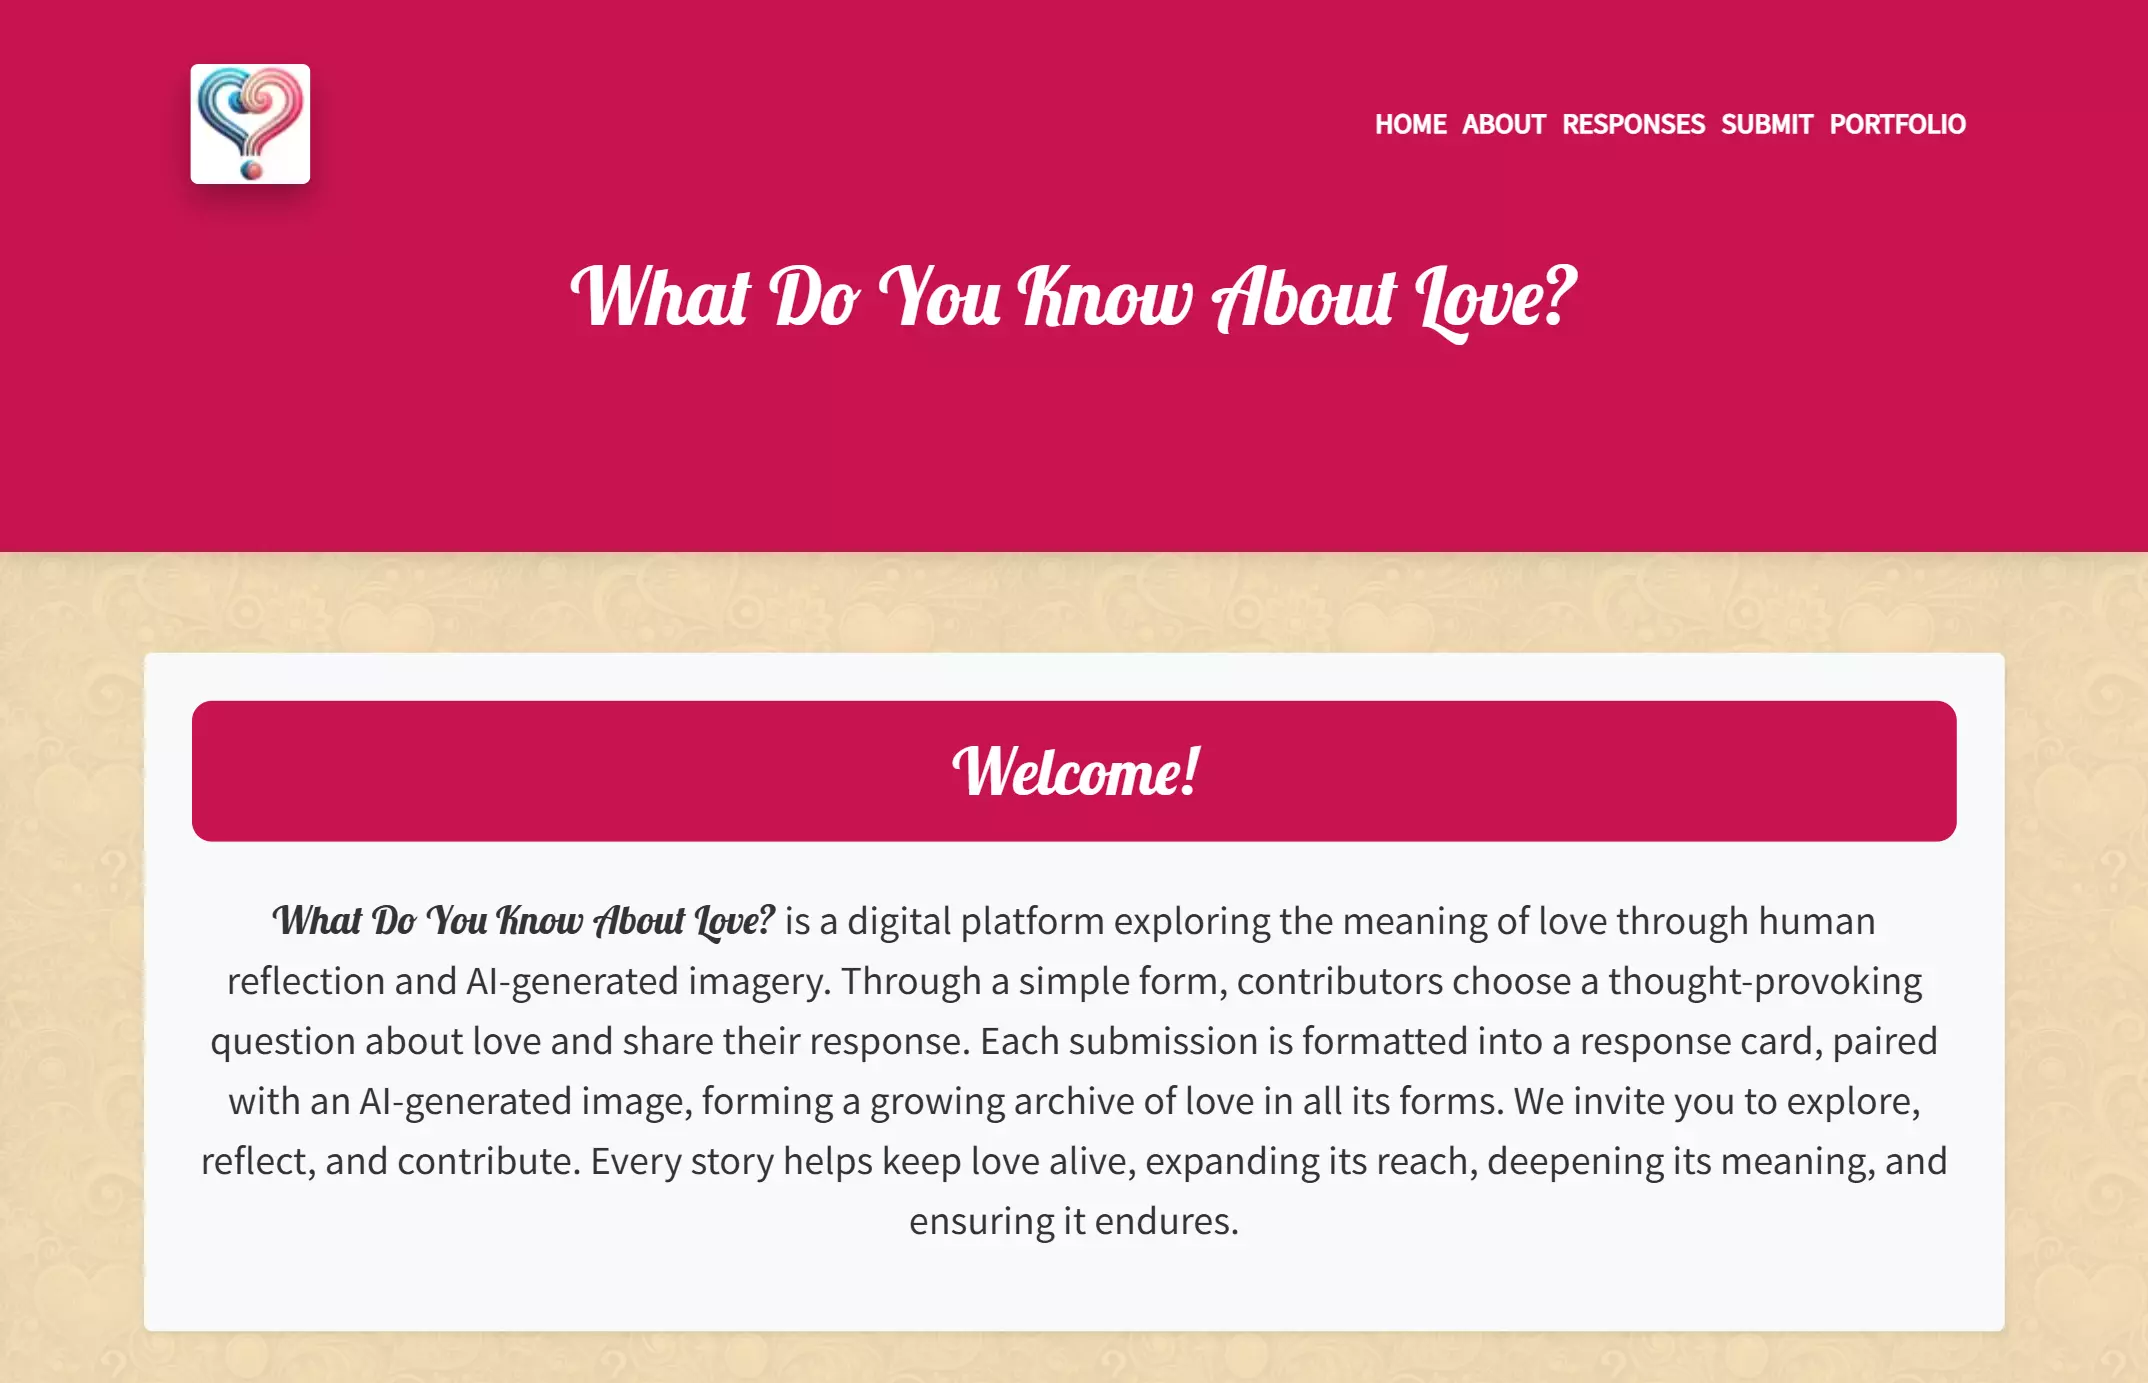 HOME ABOUT RESPONSES SUBMIT PORTFOLIO
What Do You Know About Love?
Welcome!
What Do You Know About Love? is a digital platform exploring the meaning of love through human
reflection and AI-generated imagery. Through a simple form, contributors choose a thought-provoking
question about love and share their response. Each submission is formatted into a response card, paired
with an AI-generated image, forming a growing archive of love in all its forms. We invite you to explore,
reflect, and contribute. Every story helps keep love alive, expanding its reach, deepening its meaning, and
ensuring it endures.